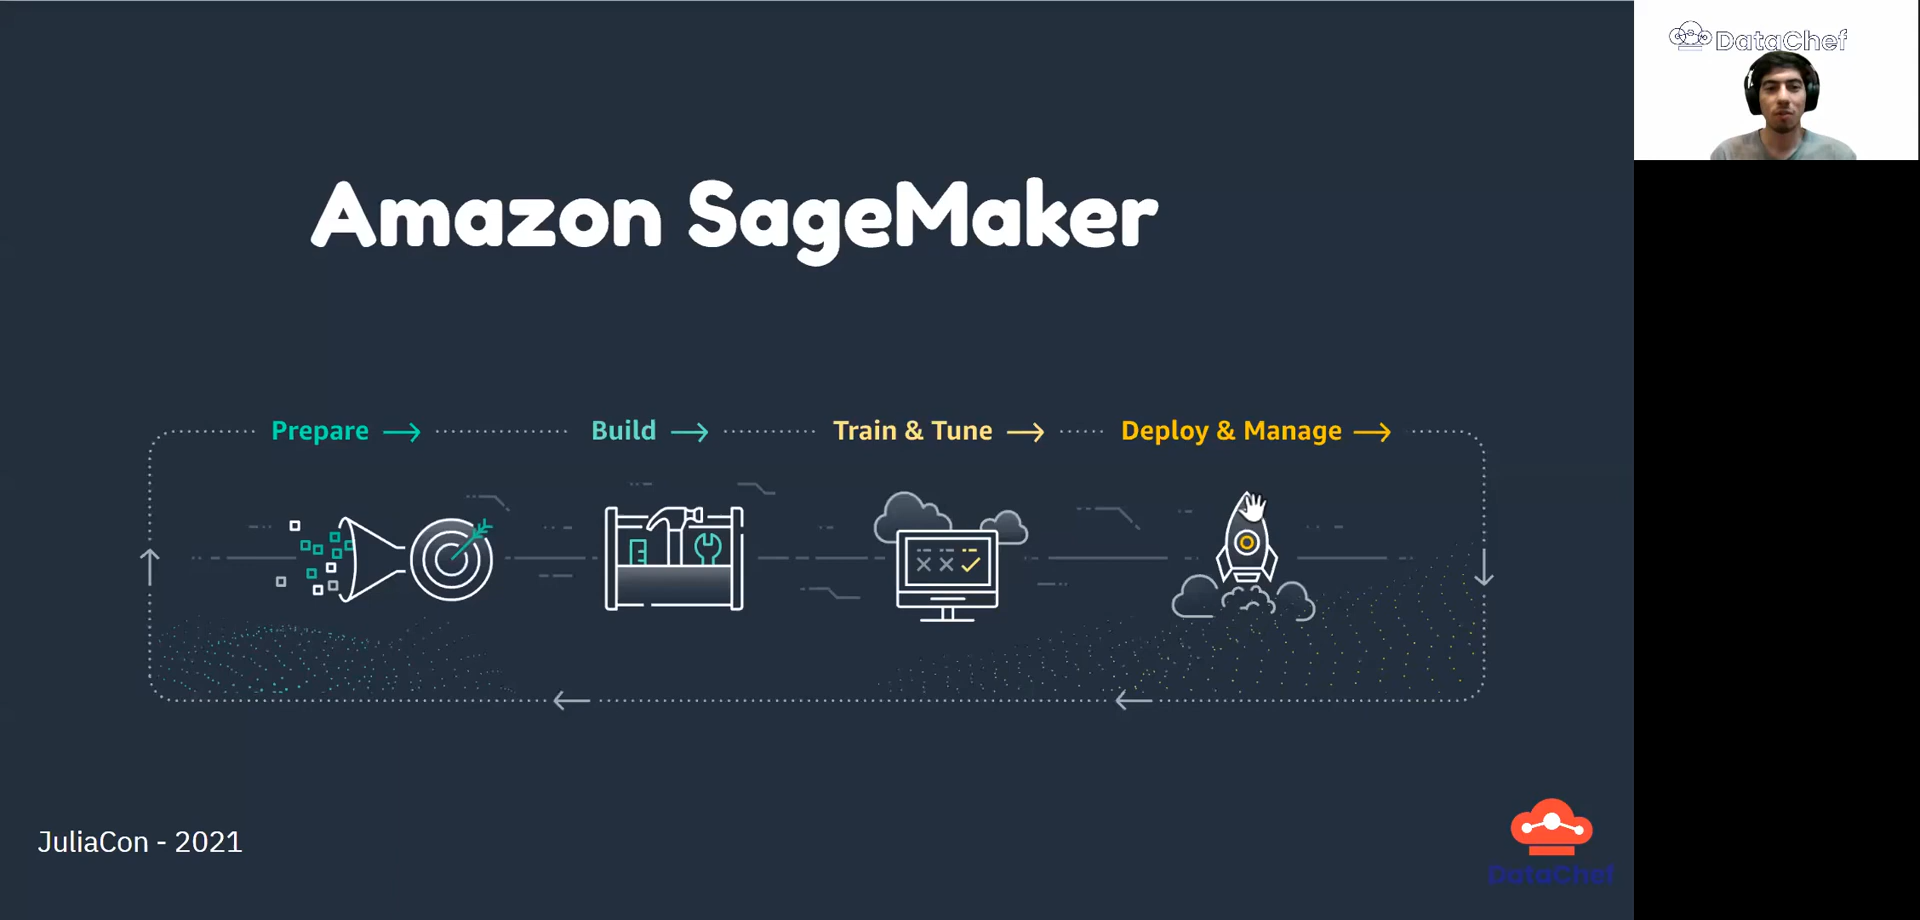 DataChef
Amazon SageMaker
Prepare
Build
Train & Tune
Deploy & Manage
JuliaCon - 2021
DataChef